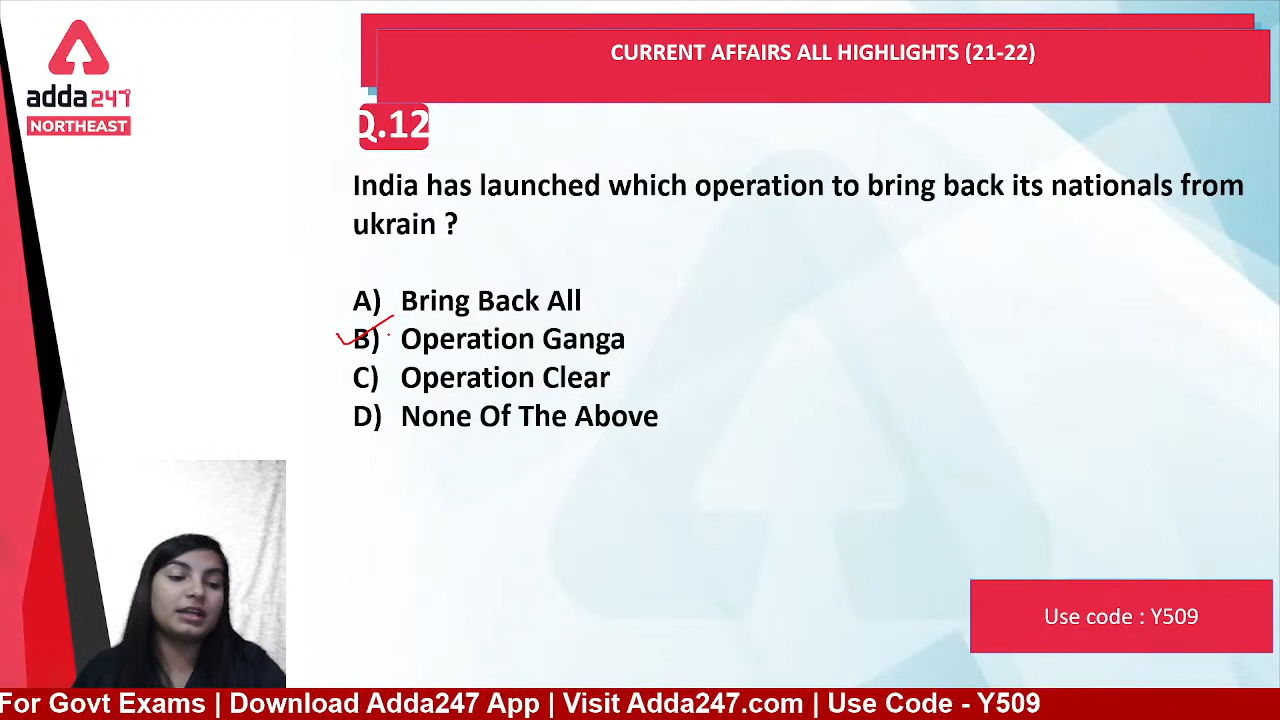 CURRENT AFFAIRS ALL HIGHLIGHTS (21-22)
adda247
NORTHEAST
Q.12
India has launched which operation to bring back its nationals from
ukrain ?
A) Bring Back All
B) Operation Ganga
C) Operation Clear
D) None Of The Above
Use code : Y509
For Govt Exams | Download Adda247 App | Visit Adda247.com | Use Code - Y509